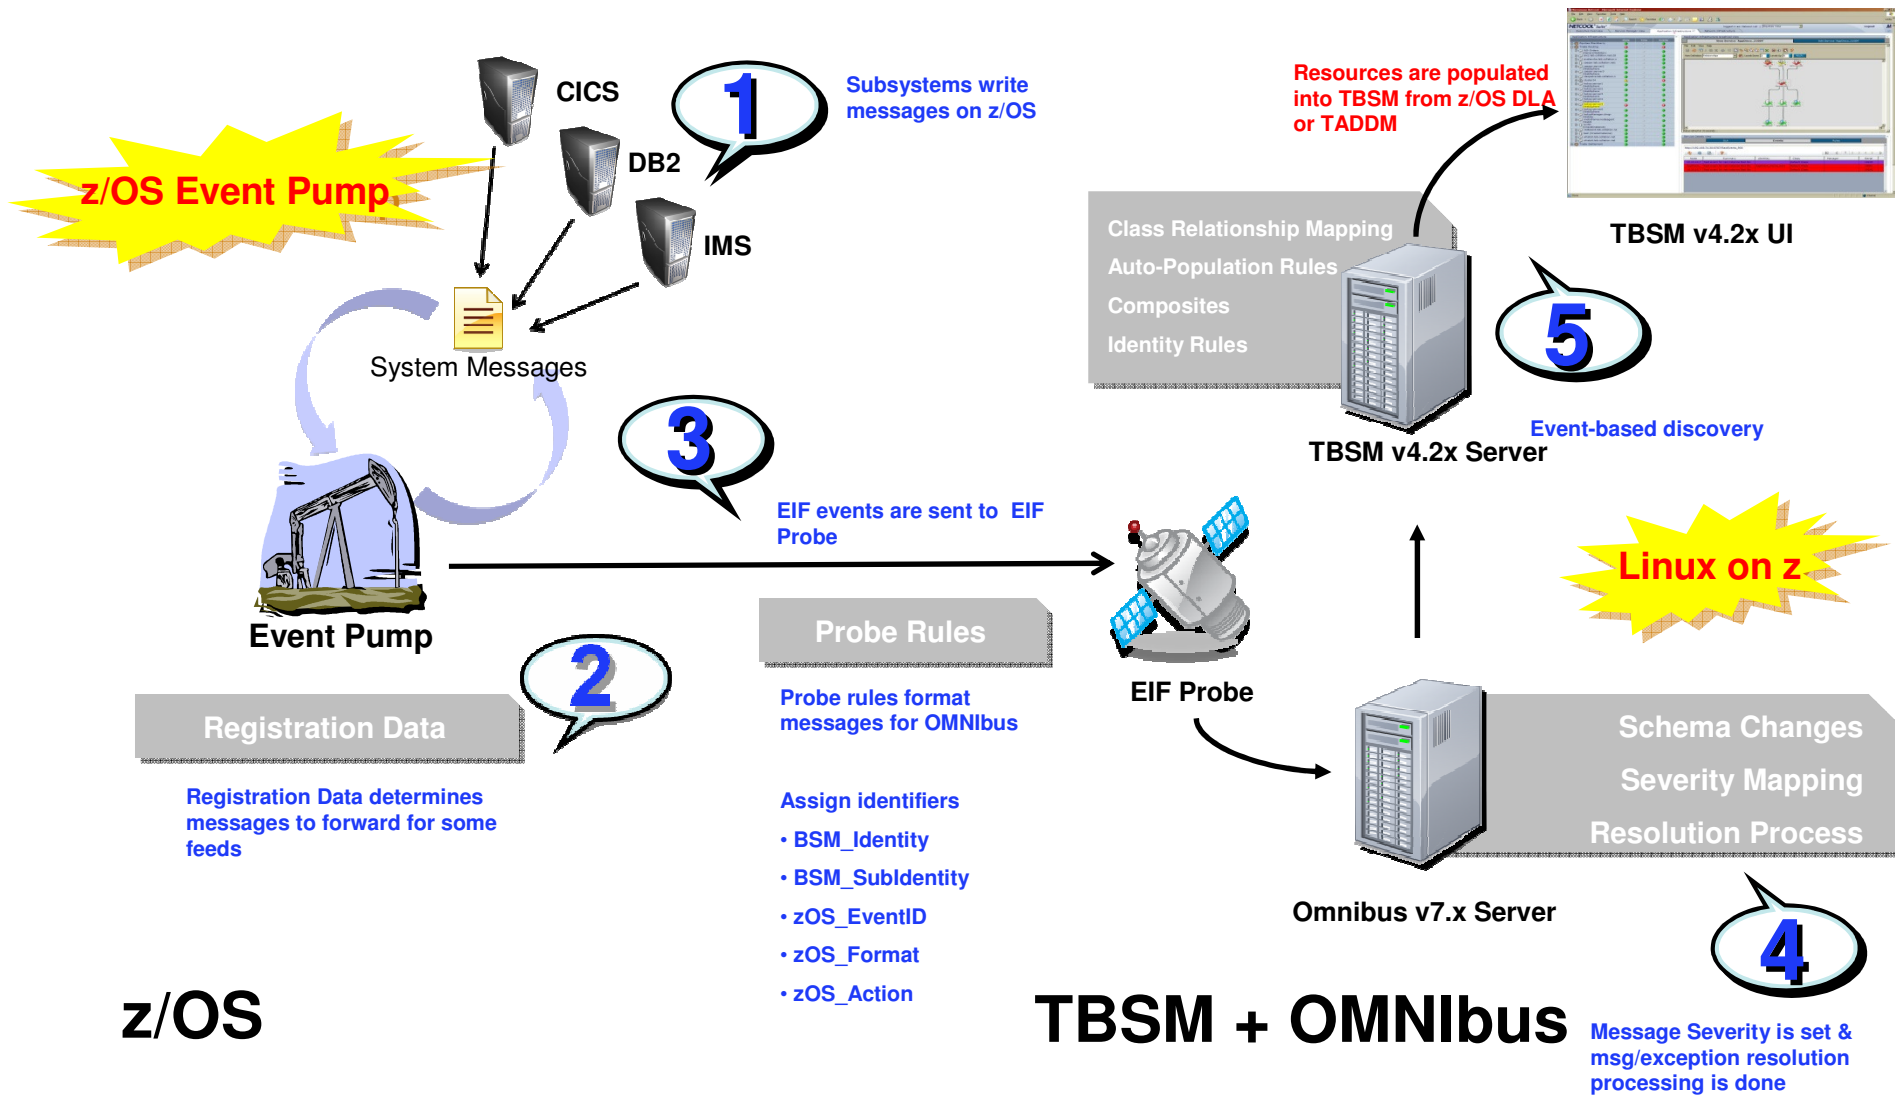 CICS
1
Subsystems write
messages on z/OS
z/OS Event Pump
DB2
IMS
System Messages
3
EIF events are sent to EIF
Probe
Event Pump
2
Registration Data
Registration Data determines
messages to forward for some
feeds
Probe Rules
Probe rules format
messages for OMNIbus
Assign identifiers
• BSM_Identity
• BSM_SubIdentity
• zOS_EventID
• zOS_Format
• zOS_Action
z/OS
Resources are populated
into TBSM from z/OS DLA
or TADDM
TBSM v4.2x UI
Class Relationship Mapping
Auto-Population Rules
Composites
Identity Rules
5
Event-based discovery
TBSM v4.2x Server
Linux on z
EIF Probe
Schema Changes
Severity Mapping
Resolution Process
Omnibus v7.x Server
4
TBSM + OMNIbus
Message Severity is set &
msg/exception resolution
processing is done